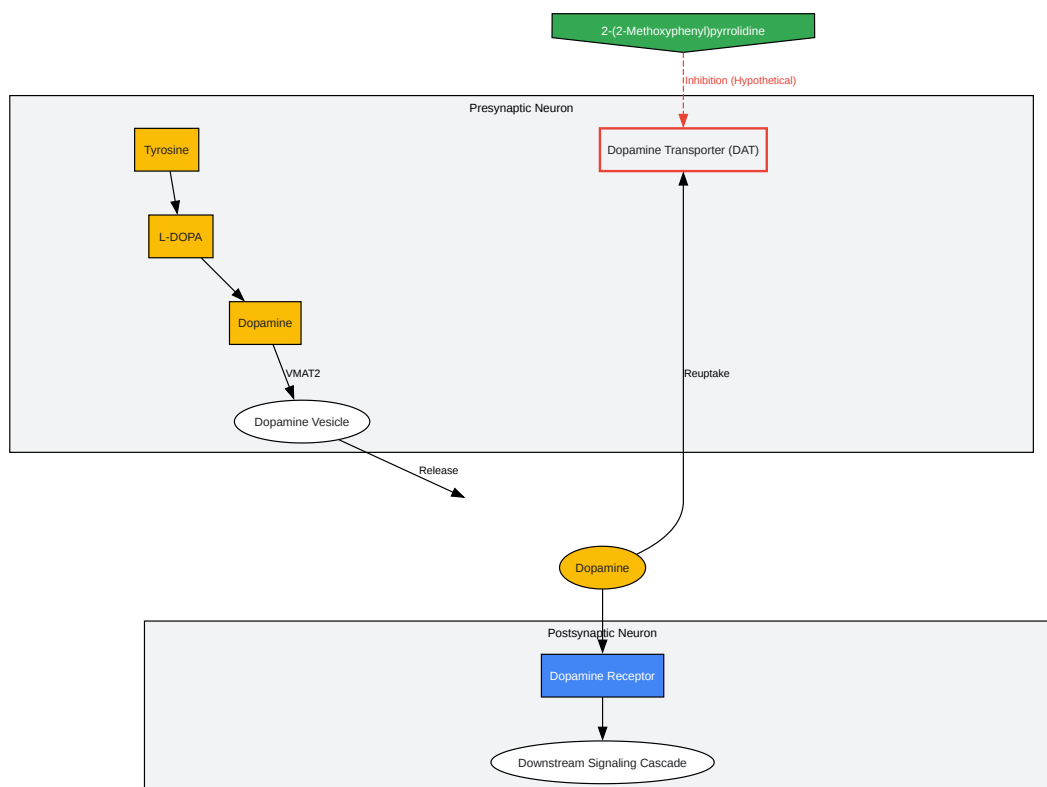 2-(2-Methoxyphenyl)pyrrolidine
Inhibition (Hypothetical)
Presynaptic Neuron
Tyrosine
Dopamine Transporter (DAT)
L-DOPA
Dopamine
VMAT2
Reuptake
Dopamine Vesicle
Release
Dopamine
Postsynaptic Neuron
Dopamine Receptor
Downstream Signaling Cascade